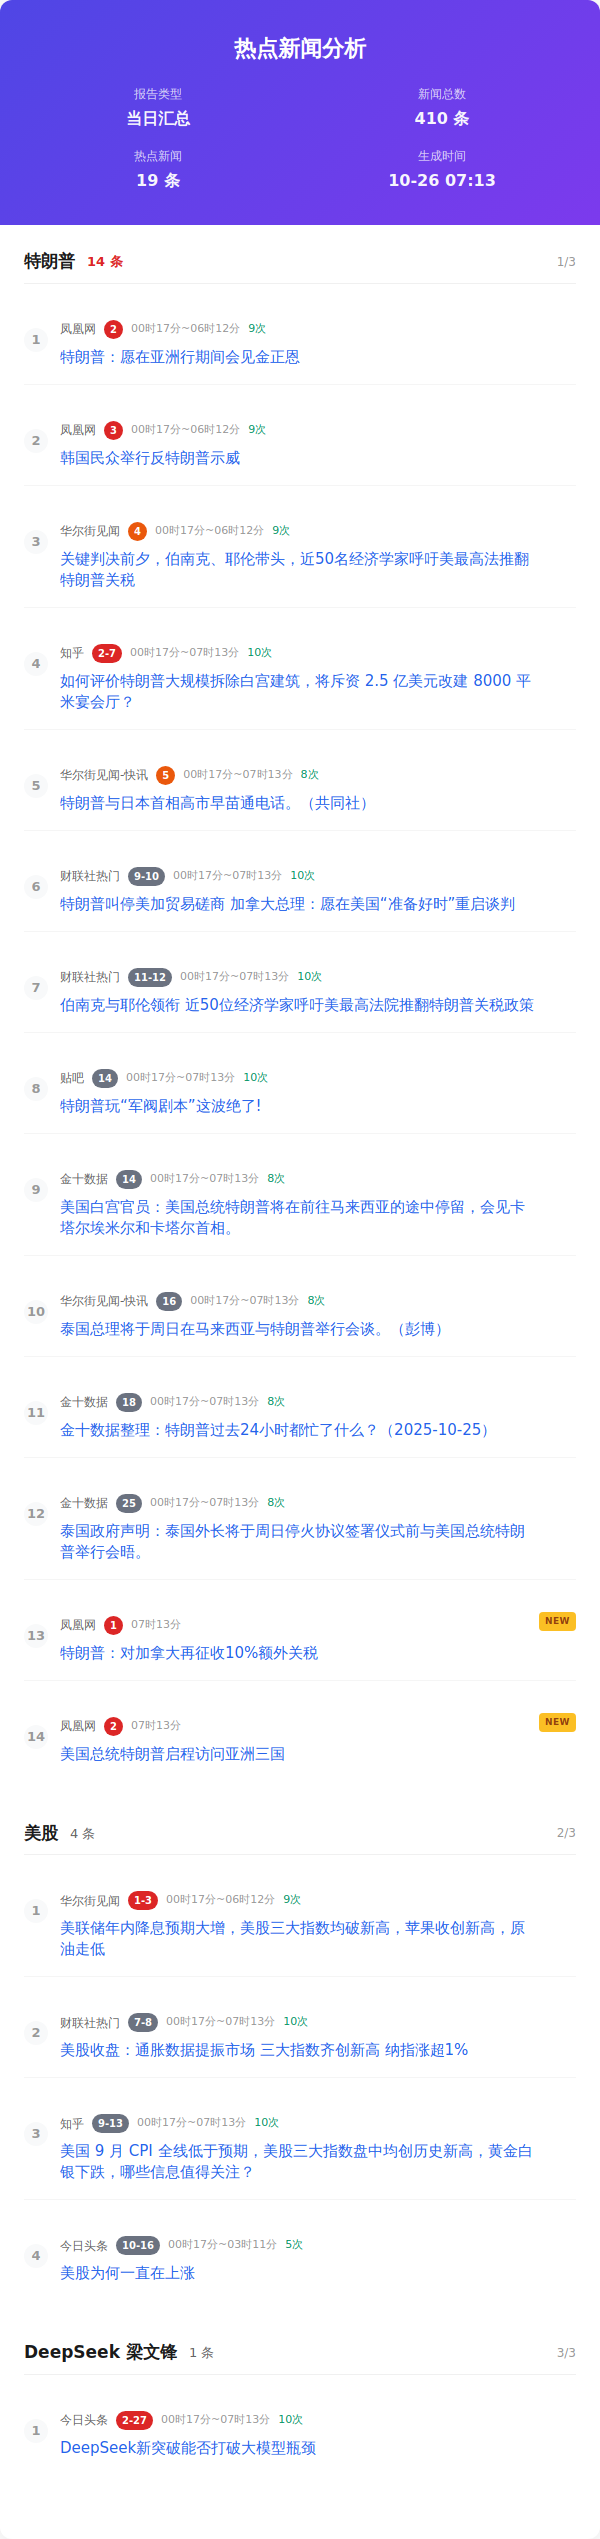 热点新闻分析
报告类型
当日汇总
新闻总数
410 条
热点新闻
19 条
生成时间
10-26 07:13
特朗普 14 条 1/3
1
凤凰网 2 00时17分~06时12分 9次
特朗普：愿在亚洲行期间会见金正恩
2
凤凰网 3 00时17分~06时12分 9次
韩国民众举行反特朗普示威
3
华尔街见闻 4 00时17分~06时12分 9次
关键判决前夕，伯南克、耶伦带头，近50名经济学家呼吁美最高法推翻
特朗普关税
4
知乎 2-7 00时17分~07时13分 10次
如何评价特朗普大规模拆除白宫建筑，将斥资 2.5 亿美元改建 8000 平
米宴会厅？
5
华尔街见闻-快讯 5 00时17分~07时13分 8次
特朗普与日本首相高市早苗通电话。（共同社）
6
财联社热门 9-10 00时17分~07时13分 10次
特朗普叫停美加贸易磋商 加拿大总理：愿在美国“准备好时”重启谈判
7
财联社热门 11-12 00时17分~07时13分 10次
伯南克与耶伦领衔 近50位经济学家呼吁美最高法院推翻特朗普关税政策
8
贴吧 14 00时17分~07时13分 10次
特朗普玩“军阀剧本”这波绝了!
9
金十数据 14 00时17分~07时13分 8次
美国白宫官员：美国总统特朗普将在前往马来西亚的途中停留，会见卡
塔尔埃米尔和卡塔尔首相。
10
华尔街见闻-快讯 16 00时17分~07时13分 8次
泰国总理将于周日在马来西亚与特朗普举行会谈。（彭博）
11
金十数据 18 00时17分~07时13分 8次
金十数据整理：特朗普过去24小时都忙了什么？（2025-10-25）
12
金十数据 25 00时17分~07时13分 8次
泰国政府声明：泰国外长将于周日停火协议签署仪式前与美国总统特朗
普举行会晤。
13
凤凰网 1 07时13分 NEW
特朗普：对加拿大再征收10%额外关税
14
凤凰网 2 07时13分 NEW
美国总统特朗普启程访问亚洲三国
美股 4 条 2/3
1
华尔街见闻 1-3 00时17分~06时12分 9次
美联储年内降息预期大增，美股三大指数均破新高，苹果收创新高，原
油走低
2
财联社热门 7-8 00时17分~07时13分 10次
美股收盘：通胀数据提振市场 三大指数齐创新高 纳指涨超1%
3
知乎 9-13 00时17分~07时13分 10次
美国 9 月 CPI 全线低于预期，美股三大指数盘中均创历史新高，黄金白
银下跌，哪些信息值得关注？
4
今日头条 10-16 00时17分~03时11分 5次
美股为何一直在上涨
DeepSeek 梁文锋 1 条 3/3
1
今日头条 2-27 00时17分~07时13分 10次
DeepSeek新突破能否打破大模型瓶颈